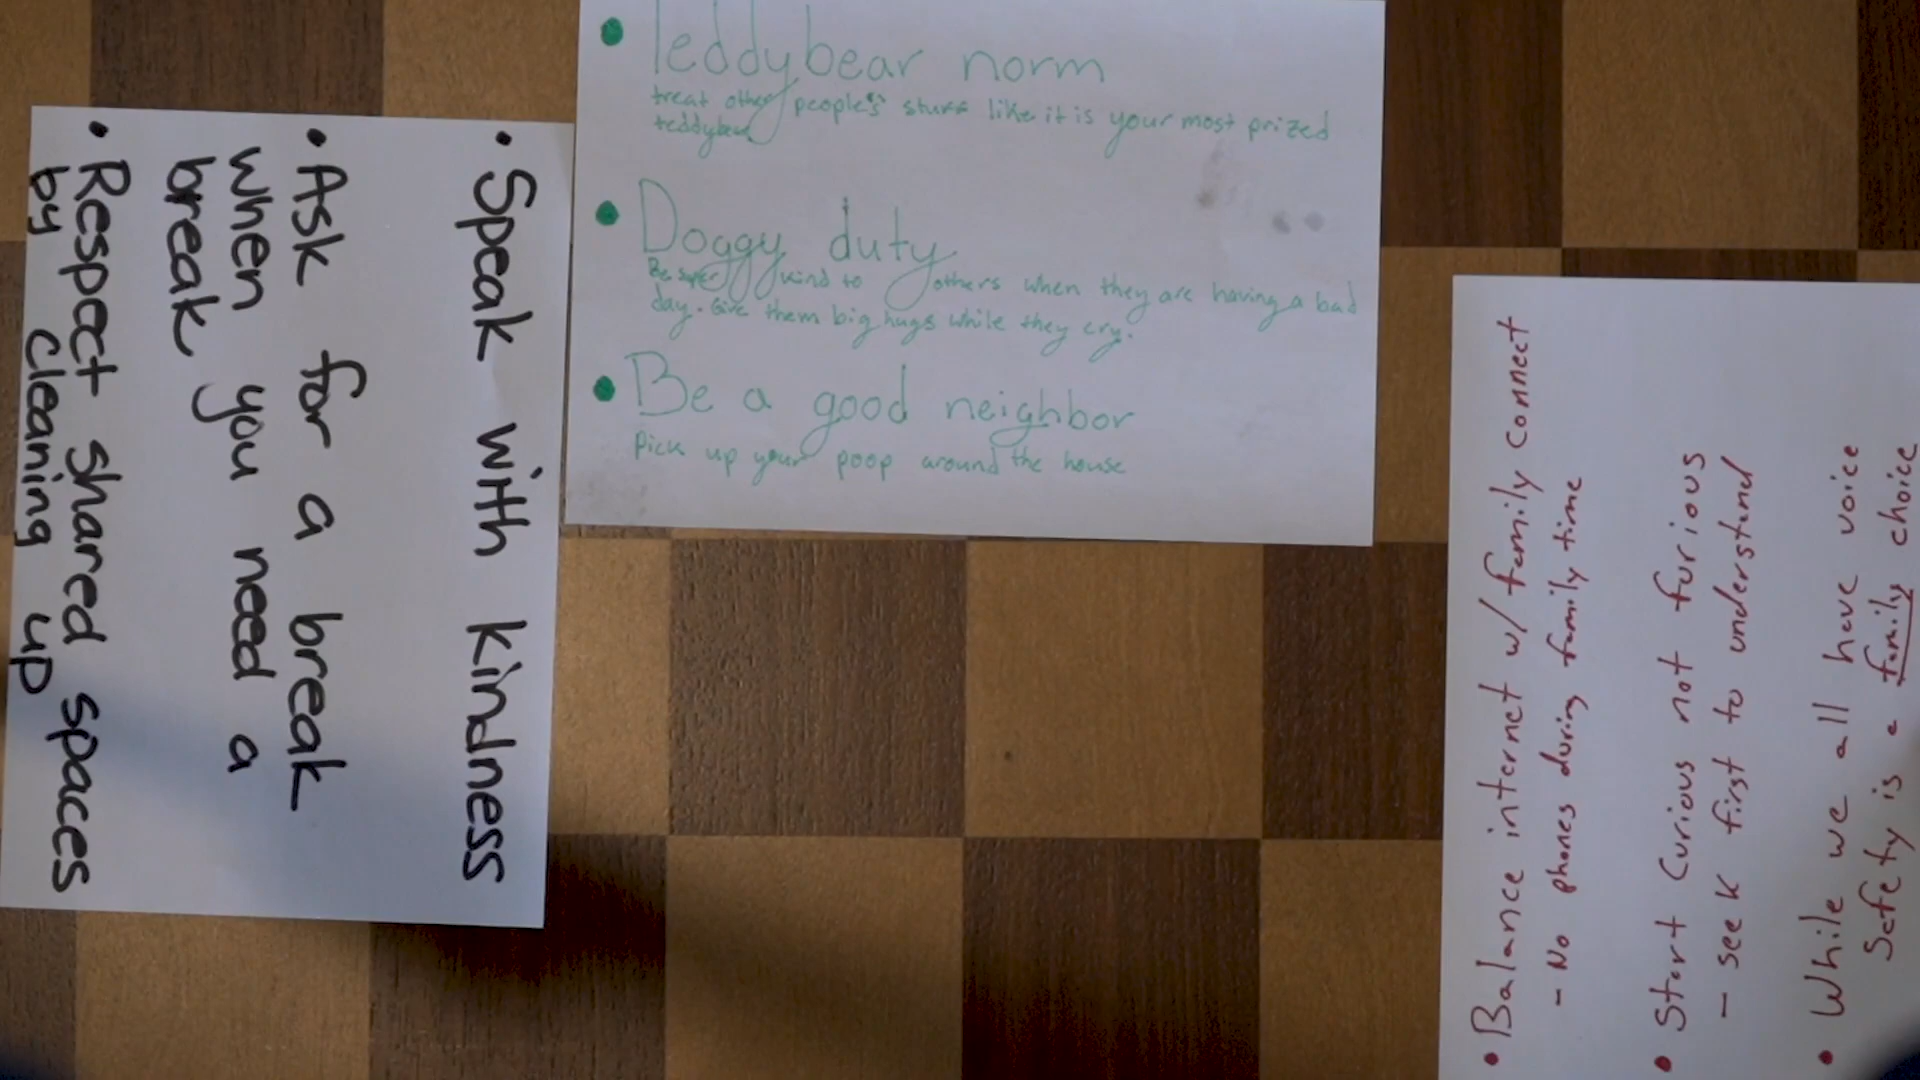 • Speak with kindness
• Ask for a break
when you need a
break
• Respect shared spaces
by cleaning up
• Teddybear norm
treat other people's stuff like it is your most prized
teddybear
• Doggy duty
Be super kind to others when they are having a bad
day. Give them big hugs while they cry.
• Be a good neighbor
Pick up your poop around the house
• Balance internet w/ family connect
- No phones during family time
• Start Curious not furious
- seek first to understand
• While we all have voice
Safety is a family choice